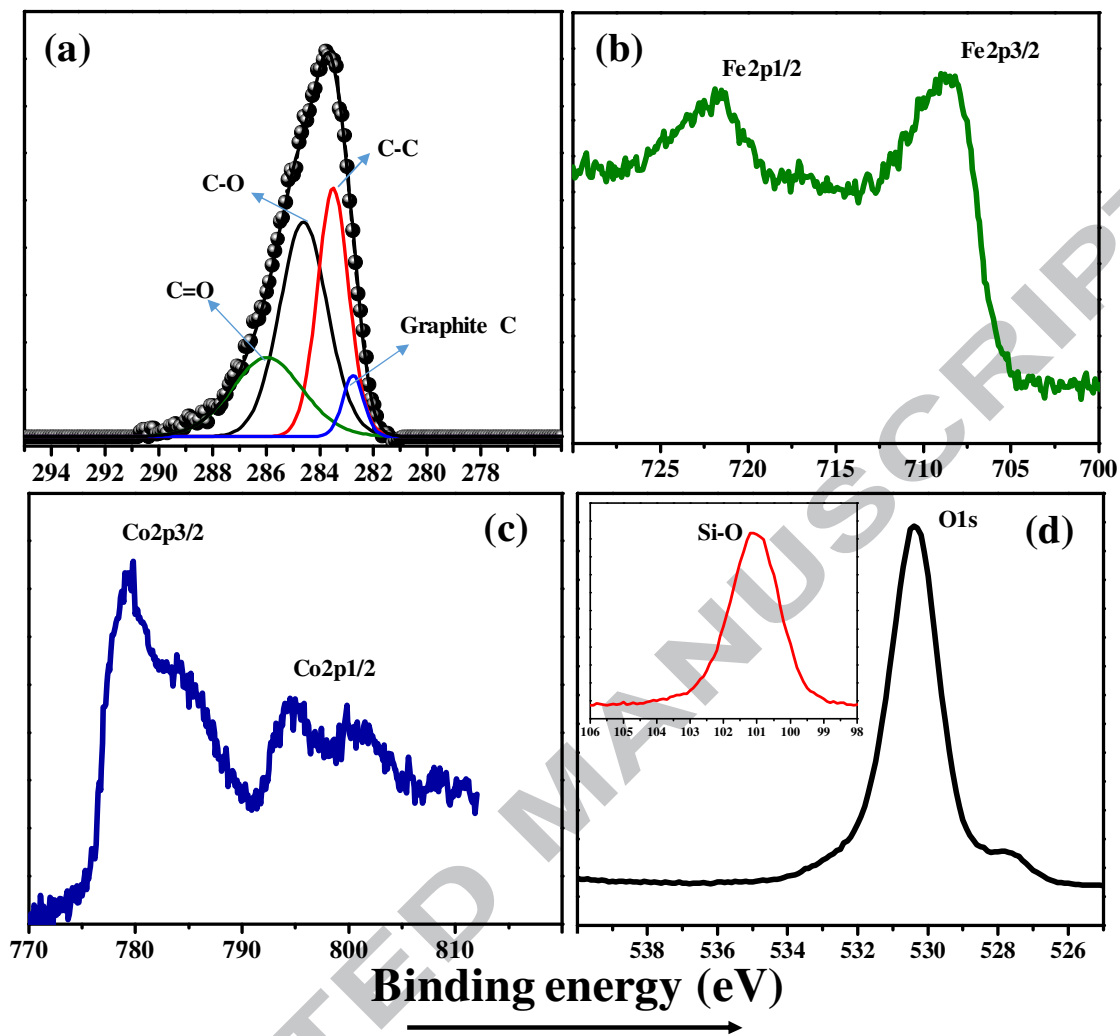 (a)
C-C
C-O
C=O
Graphite C
294 292 290 288 286 284 282 280 278
(b)
Fe2p1/2
Fe2p3/2
725 720 715 710 705 700
(c)
Co2p3/2
Co2p1/2
770 780 790 800 810
(d)
O1s
Si-O
106 105 104 103 102 101 100 99 98
538 536 534 532 530 528 526
Binding energy (eV)
TED MANUSCRIPT